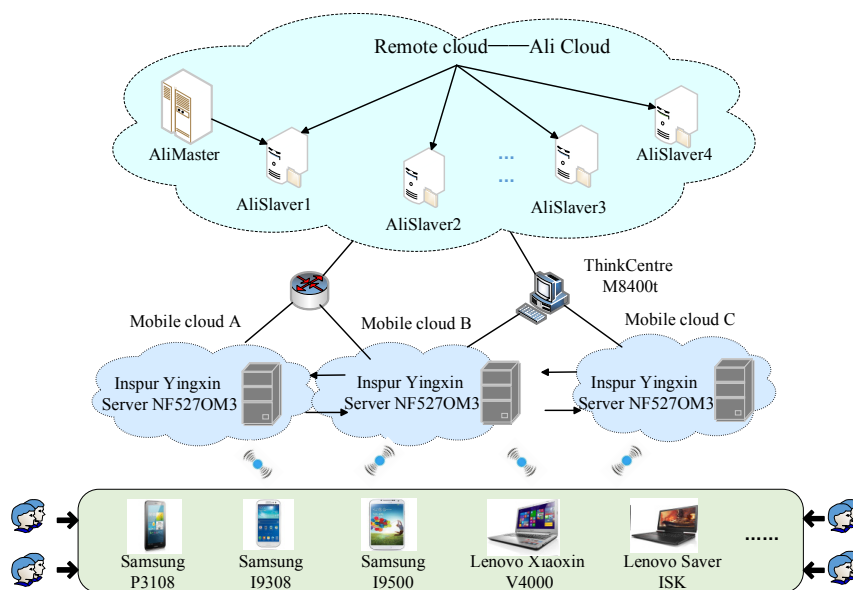 Remote cloud——Ali Cloud
AliMaster
AliSlaver1
AliSlaver2
...
...
AliSlaver3
AliSlaver4
ThinkCentre
M8400t
Mobile cloud A
Mobile cloud B
Mobile cloud C
Inspur Yingxin
Server NF527OM3
Inspur Yingxin
Server NF527OM3
Inspur Yingxin
Server NF527OM3
Samsung
P3108
Samsung
I9308
Samsung
I9500
Lenovo Xiaoxin
V4000
Lenovo Saver
ISK
......